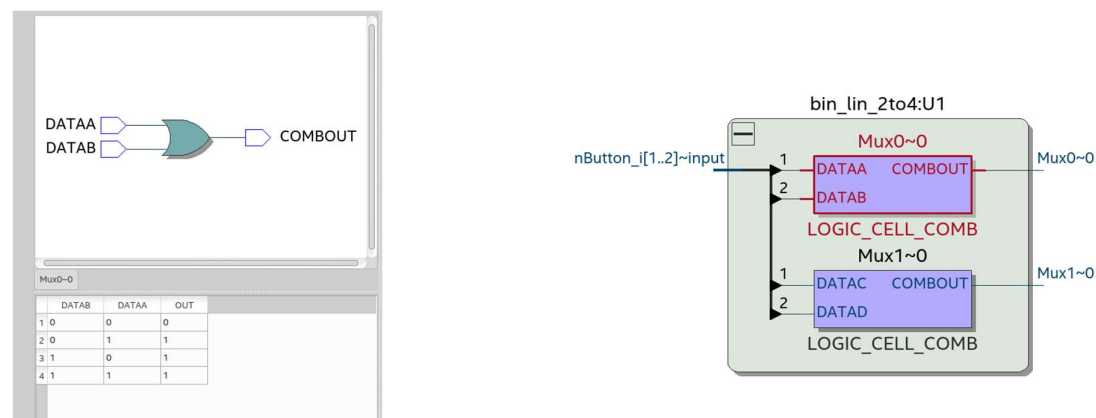 DATAA
DATAB
COMBOUT
Mux0~0
DATAB DATAA OUT
1 0 0 0
2 0 1 1
3 1 0 1
4 1 1 1
bin_lin_2to4:U1
nButton_i[1..2]~input
Mux0~0
1 DATAA COMBOUT Mux0~0
2 DATAB
LOGIC_CELL_COMB
Mux1~0
1 DATAC COMBOUT Mux1~0
2 DATAD
LOGIC_CELL_COMB